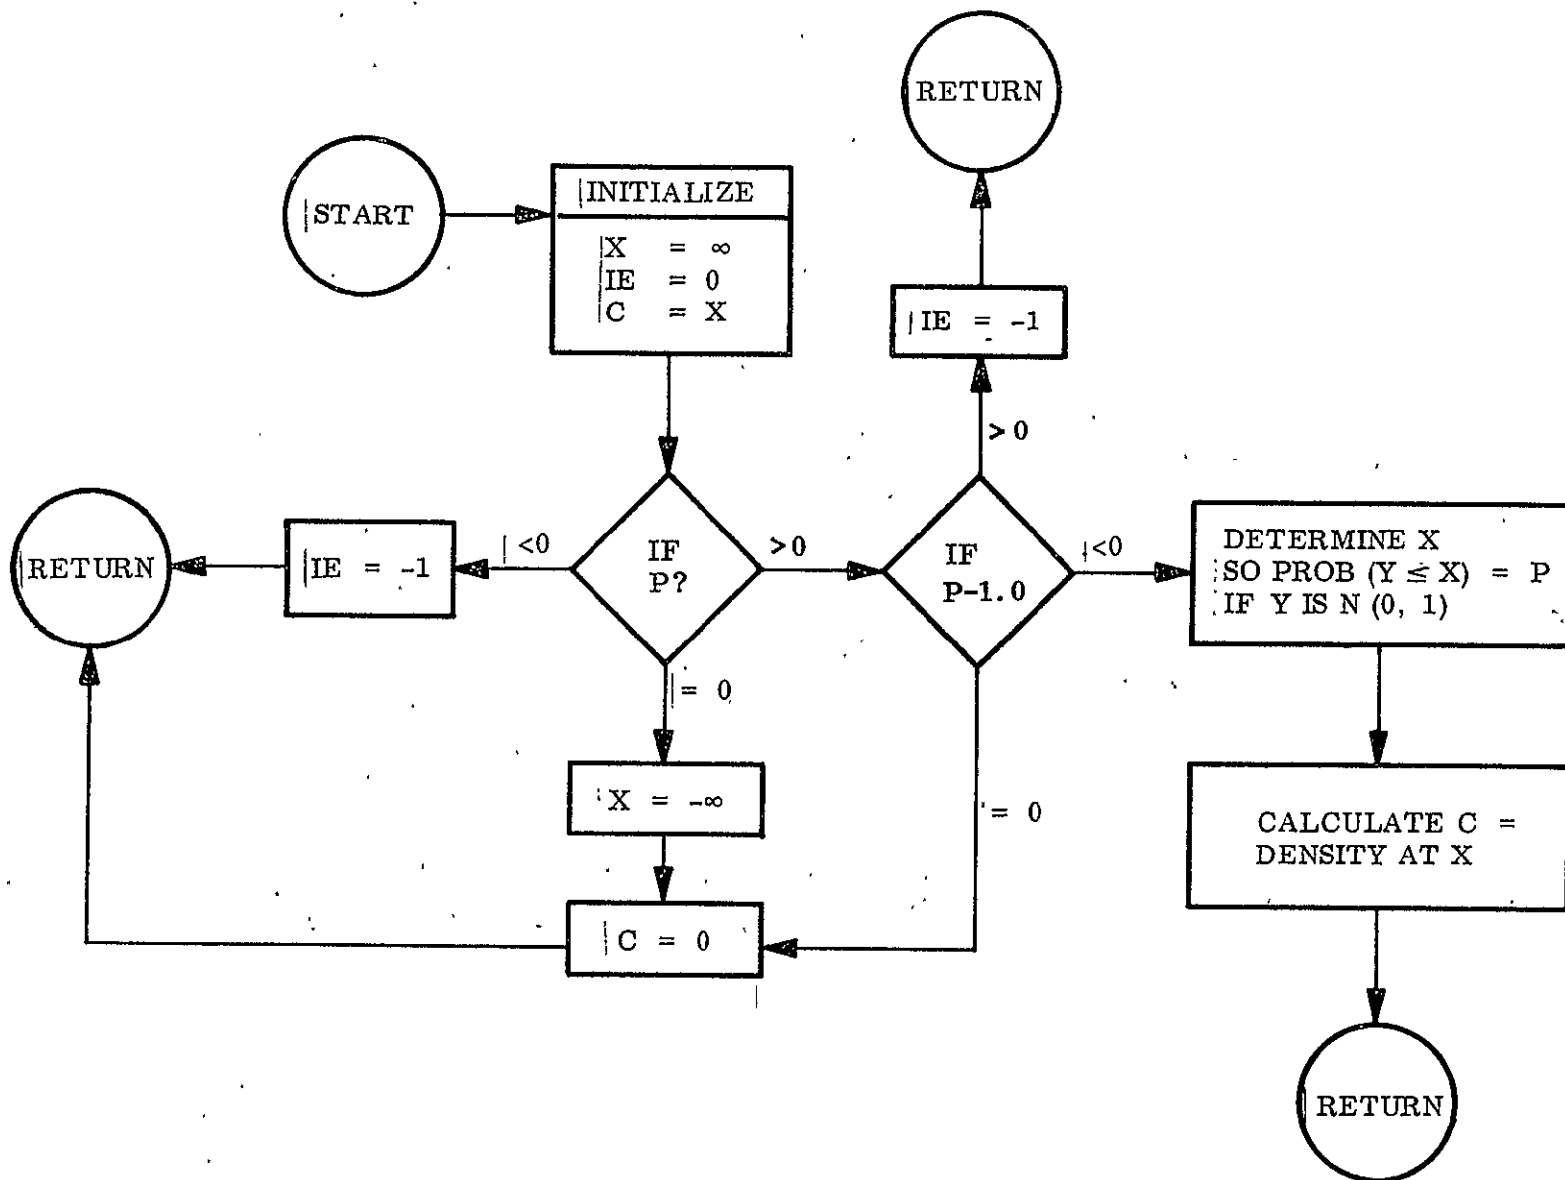 RETURN
START
INITIALIZE
X = ∞
IE = 0
C = X
IE = -1
> 0
RETURN
IE = -1
<0
IF
P?
>0
IF
P-1.0
<0
DETERMINE X
SO PROB (Y ≤ X) = P
IF Y IS N (0, 1)
= 0
X = -∞
= 0
CALCULATE C =
DENSITY AT X
C = 0
RETURN